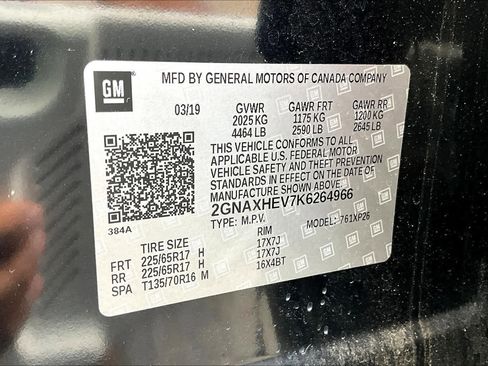 GM
MFD BY GENERAL MOTORS OF CANADA COMPANY
03/19 GVWR GAWR FRT GAWR RR
2025 KG 1175 KG 1200 KG
4464 LB 2590 LB 2645 LB
THIS VEHICLE CONFORMS TO ALL
APPLICABLE U.S. FEDERAL MOTOR
VEHICLE SAFETY AND THEFT PREVENTION
STANDARDS IN EFFECT ON THE DATE OF
MANUFACTURE SHOWN ABOVE.
2GNAXHEV7K6264966
TYPE: M.P.V. MODEL: 761XP26
384A
TIRE SIZE RIM
FRT 225/65R17 H 17X7J
RR 225/65R17 H 17X7J
SPA T135/70R16 M 16X4BT